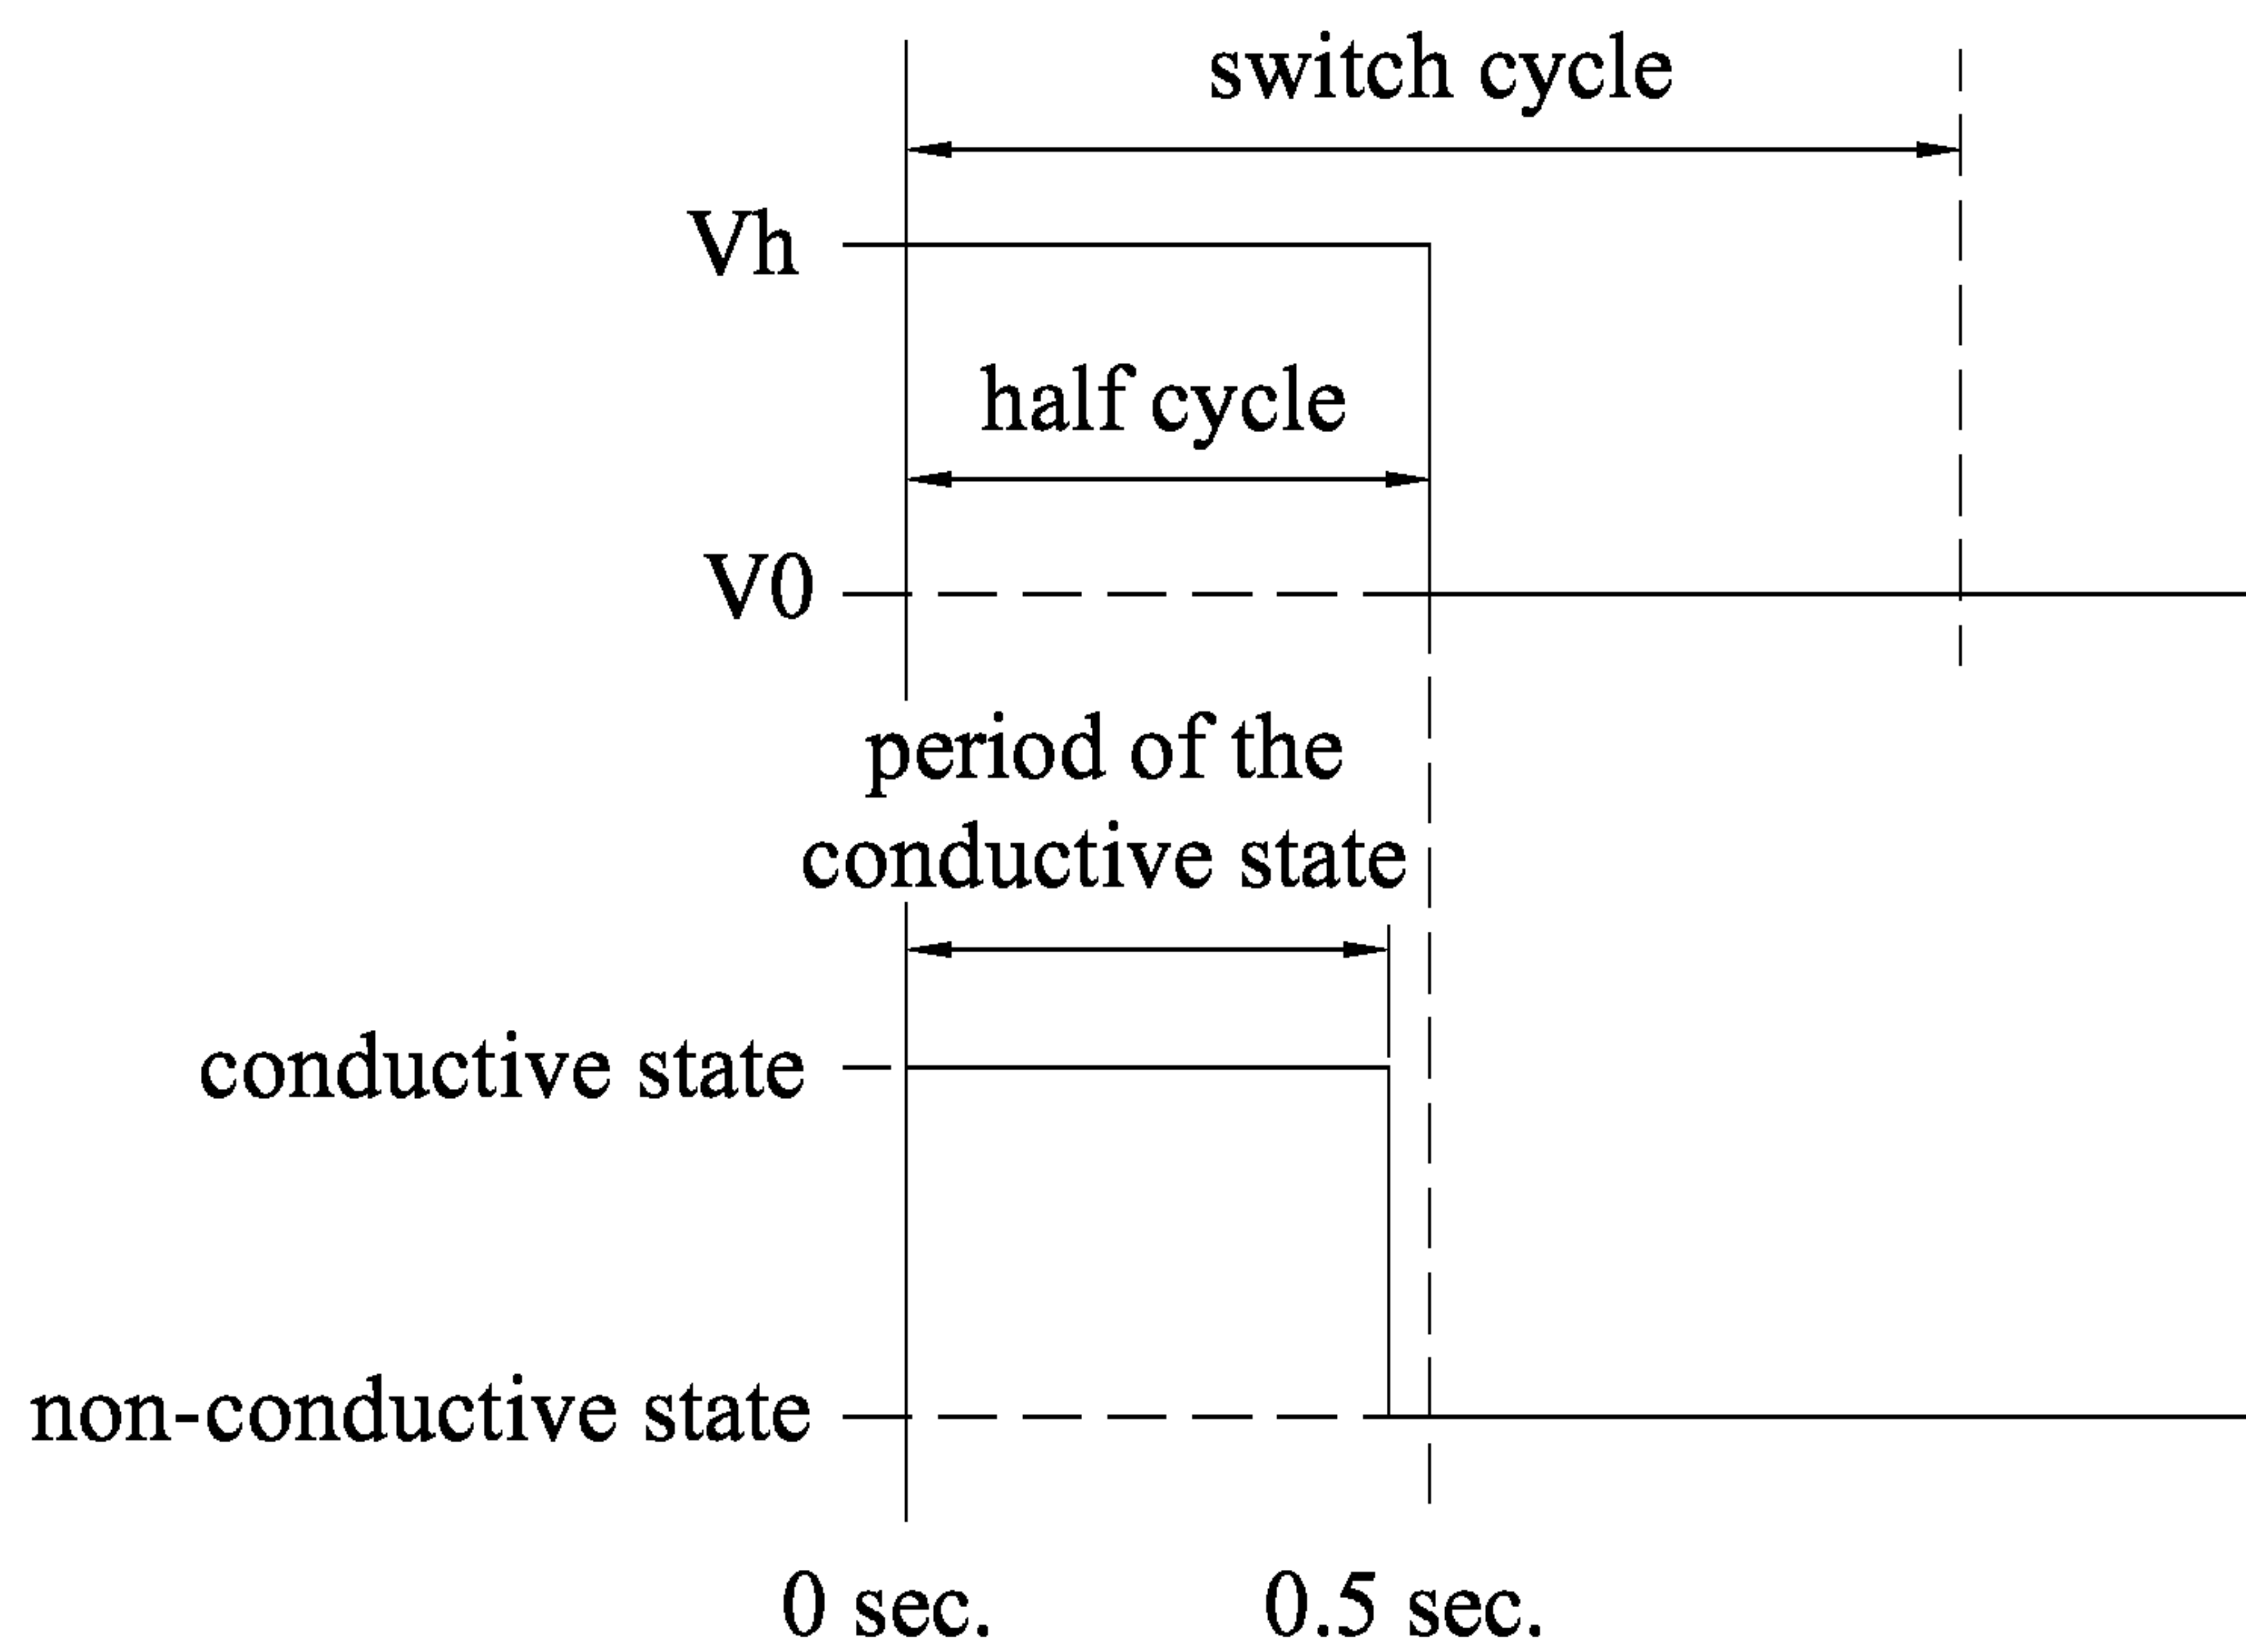 switch cycle
Vh
half cycle
V0
period of the
conductive state
conductive state
non-conductive state
0 sec.
0.5 sec.